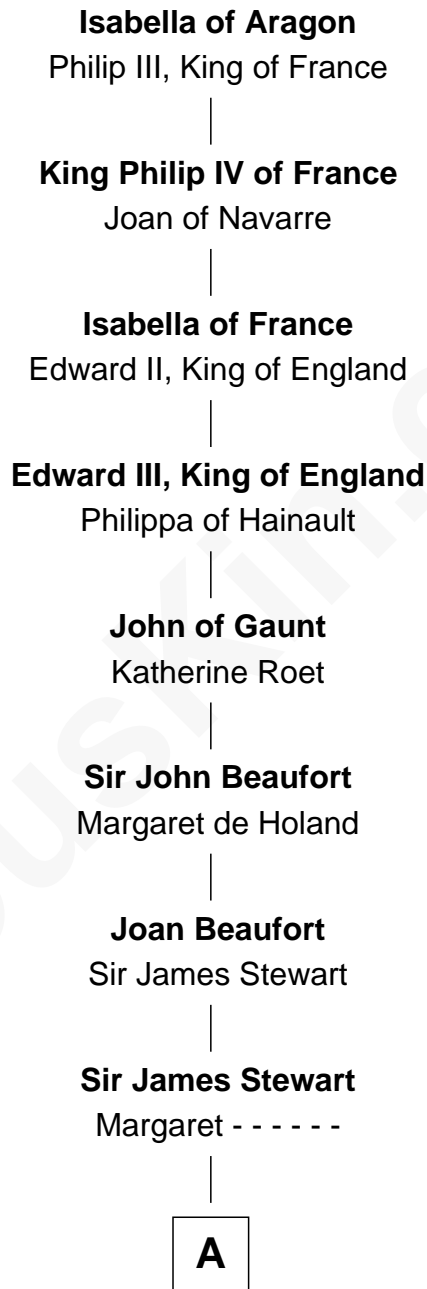 Isabella of Aragon
Philip III, King of France
King Philip IV of France
Joan of Navarre
Isabella of France
Edward II, King of England
Edward III, King of England
Philippa of Hainault
John of Gaunt
Katherine Roet
Sir John Beaufort
Margaret de Holand
Joan Beaufort
Sir James Stewart
Sir James Stewart
Margaret - - - - - -
A